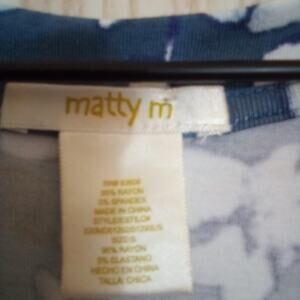 matty m
95% RAYON
5% SPANDEX
MADE IN CHINA
SIZE:S
95% RAYON
5% ELASTANO
HECHO EN CHINA
TALLA: CHICA